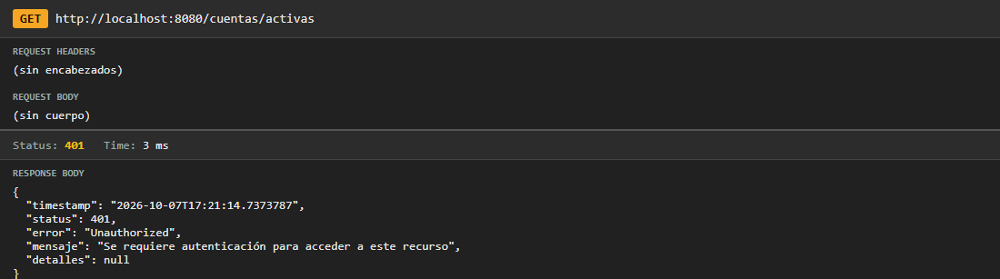 GET http://localhost:8080/cuentas/activas
REQUEST HEADERS
(sin encabezados)
REQUEST BODY
(sin cuerpo)
Status: 401 Time: 3 ms
RESPONSE BODY
{
  "timestamp": "2026-10-07T17:21:14.7373787",
  "status": 401,
  "error": "Unauthorized",
  "mensaje": "Se requiere autenticación para acceder a este recurso",
  "detalles": null
}